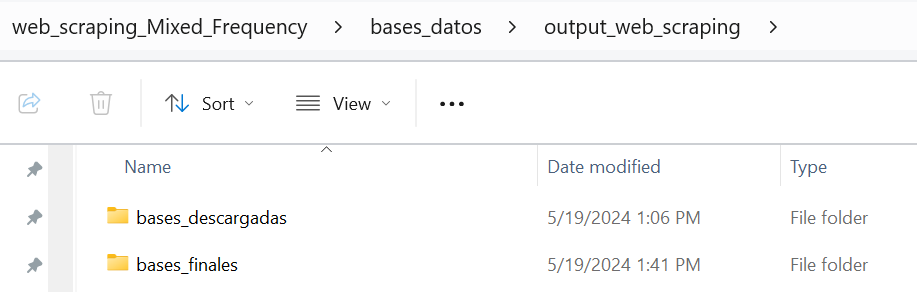 web_scraping_Mixed_Frequency > bases_datos > output_web_scraping >
Sort View ...
Name Date modified Type
bases_descargadas 5/19/2024 1:06 PM File folder
bases_finales 5/19/2024 1:41 PM File folder